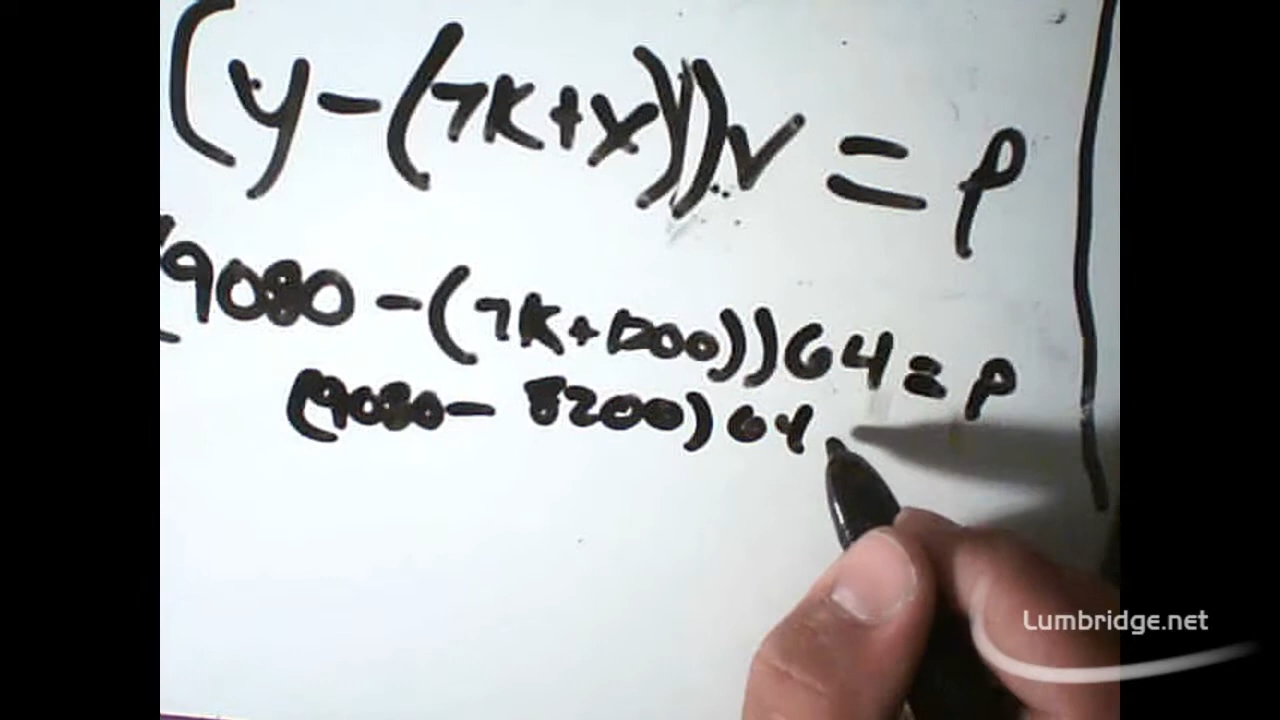 (y-(7K+x))v=p
(9080-(7K+1200))64=p
(9080-8200)64
Lumbridge.net